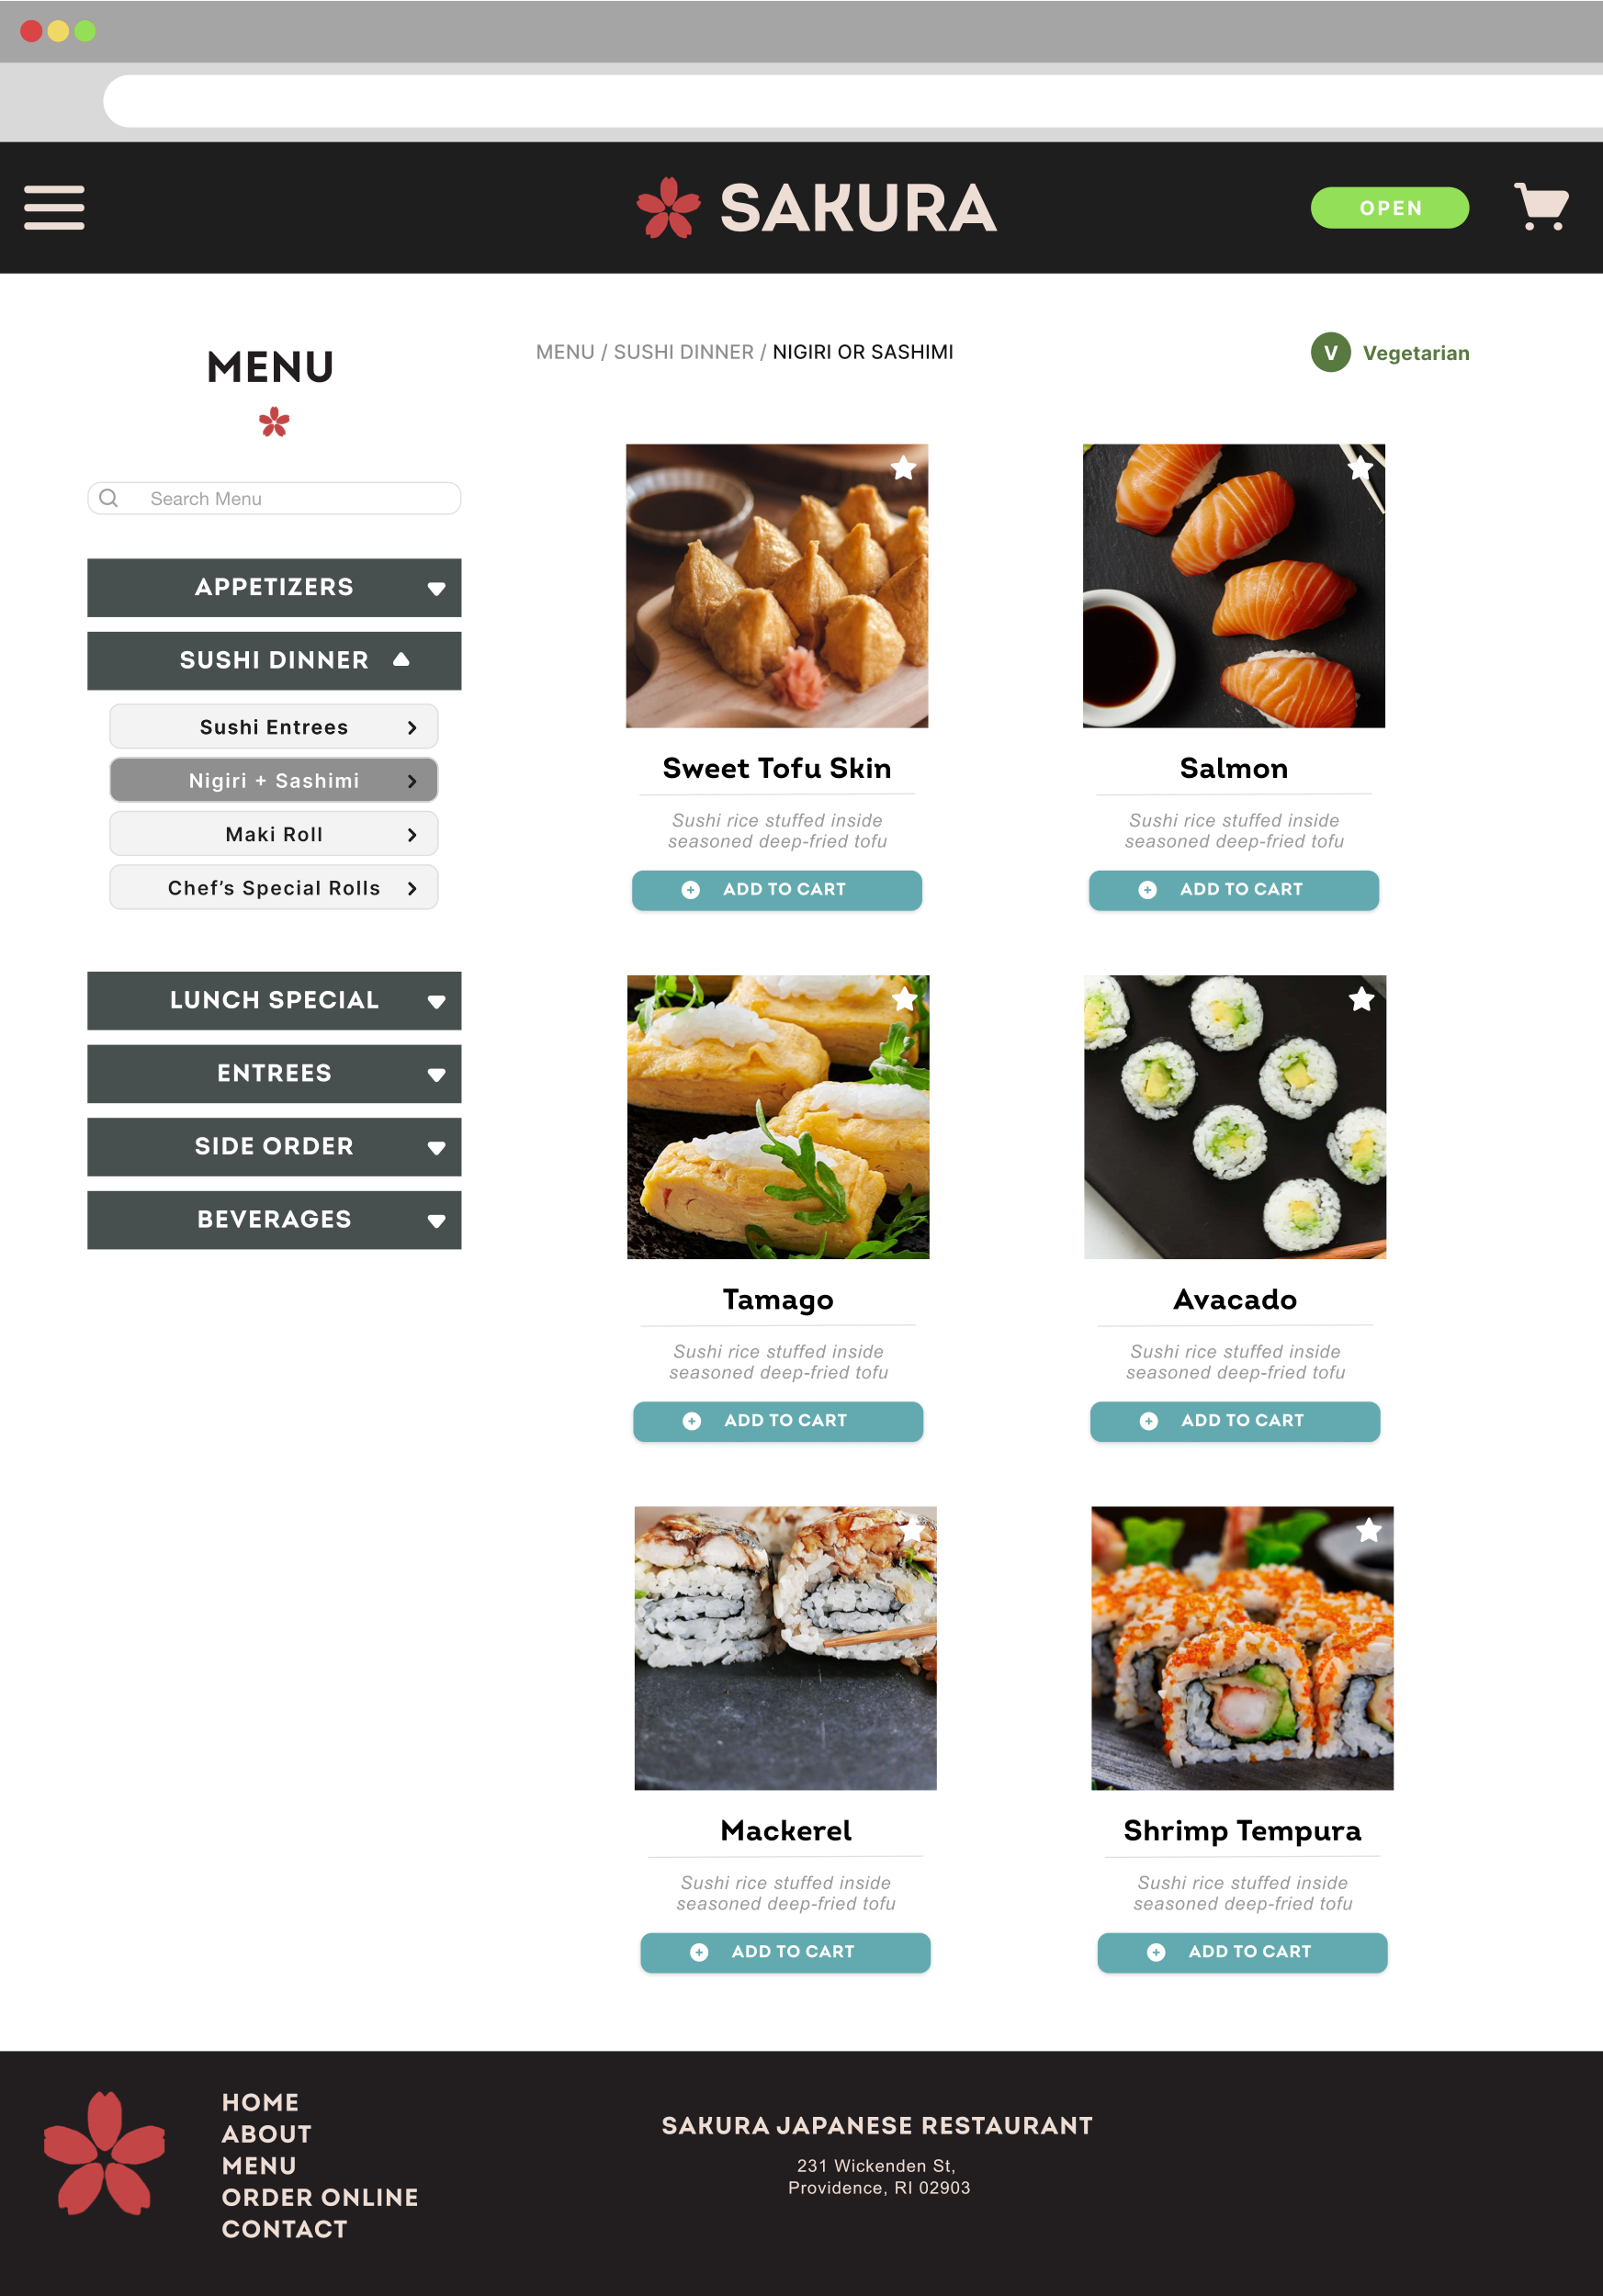 SAKURA
OPEN
MENU
MENU / SUSHI DINNER / NIGIRI OR SASHIMI
V Vegetarian
Search Menu
APPETIZERS
SUSHI DINNER
Sushi Entrees
Nigiri + Sashimi
Maki Roll
Chef’s Special Rolls
LUNCH SPECIAL
ENTREES
SIDE ORDER
BEVERAGES
Sweet Tofu Skin
Sushi rice stuffed inside
seasoned deep-fried tofu
ADD TO CART
Salmon
Sushi rice stuffed inside
seasoned deep-fried tofu
ADD TO CART
Tamago
Sushi rice stuffed inside
seasoned deep-fried tofu
ADD TO CART
Avacado
Sushi rice stuffed inside
seasoned deep-fried tofu
ADD TO CART
Mackerel
Sushi rice stuffed inside
seasoned deep-fried tofu
ADD TO CART
Shrimp Tempura
Sushi rice stuffed inside
seasoned deep-fried tofu
ADD TO CART
HOME
ABOUT
MENU
ORDER ONLINE
CONTACT
SAKURA JAPANESE RESTAURANT
231 Wickenden St,
Providence, RI 02903